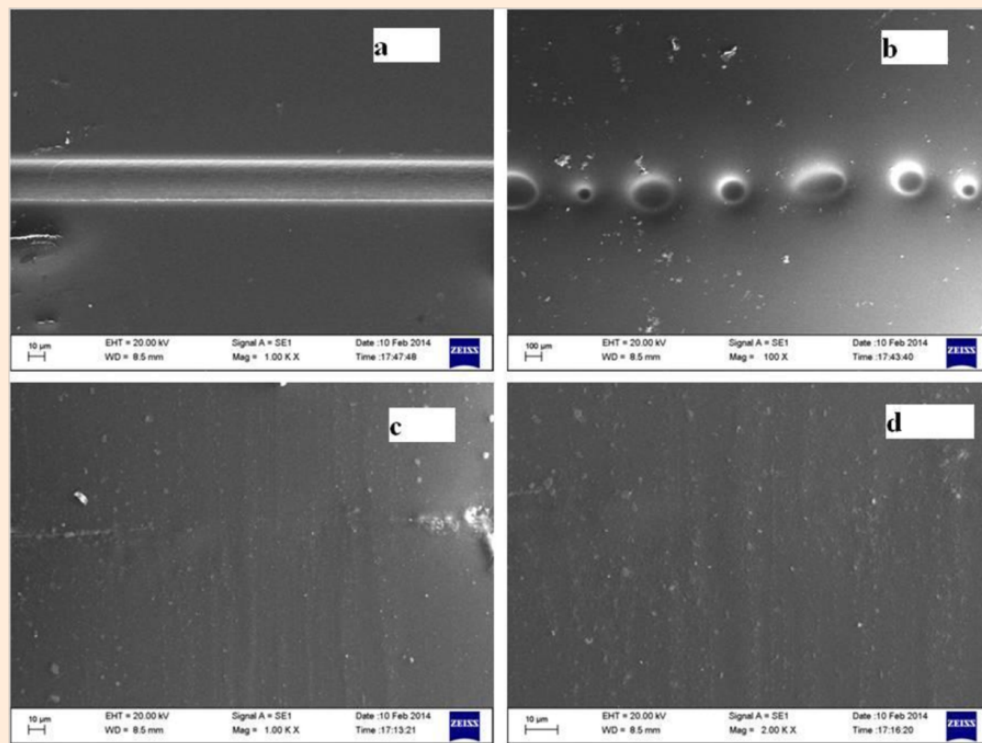 a
b
10 µm
EHT = 20.00 kV
WD = 8.5 mm
Signal A = SE1
Mag = 1.00 K X
Date :10 Feb 2014
Time :17:47:48
ZEISS
100 µm
EHT = 20.00 kV
WD = 8.5 mm
Signal A = SE1
Mag = 100 X
Date :10 Feb 2014
Time :17:43:40
ZEISS
c
d
10 µm
EHT = 20.00 kV
WD = 8.5 mm
Signal A = SE1
Mag = 1.00 K X
Date :10 Feb 2014
Time :17:13:21
ZEISS
10 µm
EHT = 20.00 kV
WD = 8.5 mm
Signal A = SE1
Mag = 2.00 K X
Date :10 Feb 2014
Time :17:16:20
ZEISS